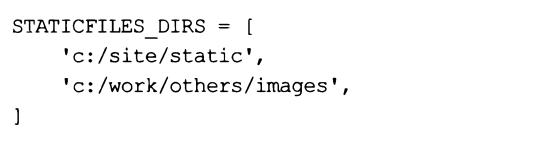 STATICFILES_DIRS = [
    'c:/site/static',
    'c:/work/others/images',
]